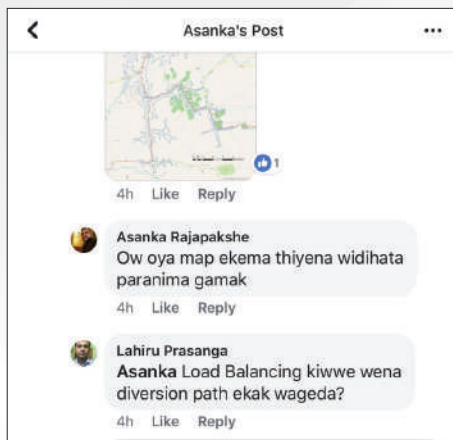 Asanka's Post
1
4h Like Reply
Asanka Rajapakshe
Ow oya map ekema thiyena widihata
paranima gamak
4h Like Reply
Lahiru Prasanga
Asanka Load Balancing kiwwe wena
diversion path ekak wageda?
4h Like Reply